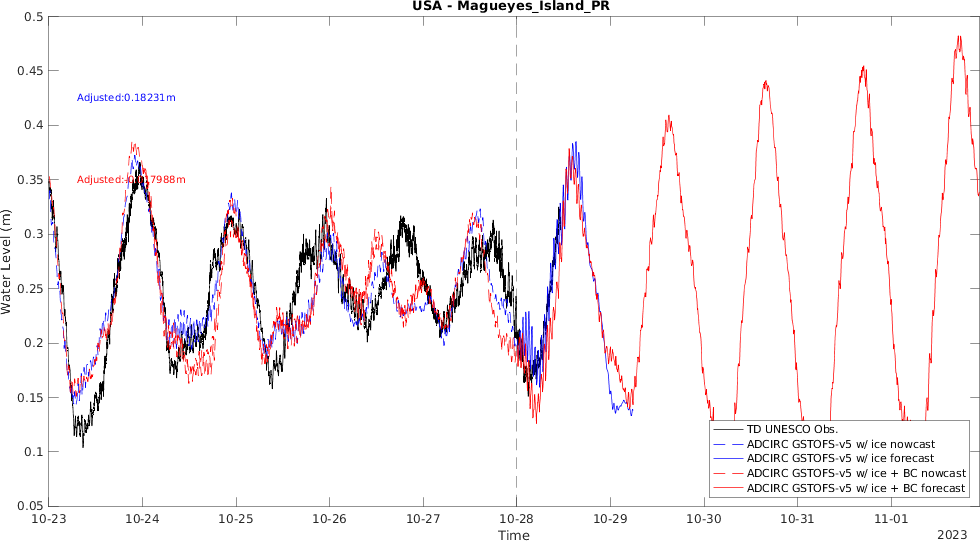 USA - Magueyes_Island_PR
0.5
0.45
0.4
0.35
0.3
0.25
0.2
0.15
0.1
0.05
Water Level (m)
Adjusted:0.18231m
TD UNESCO Obs.
ADCIRC GSTOFS-v5 w/ ice nowcast
ADCIRC GSTOFS-v5 w/ ice forecast
ADCIRC GSTOFS-v5 w/ ice + BC nowcast
ADCIRC GSTOFS-v5 w/ ice + BC forecast
10-23 10-24 10-25 10-26 10-27 10-28 10-29 10-30 10-31 11-01
Time
2023